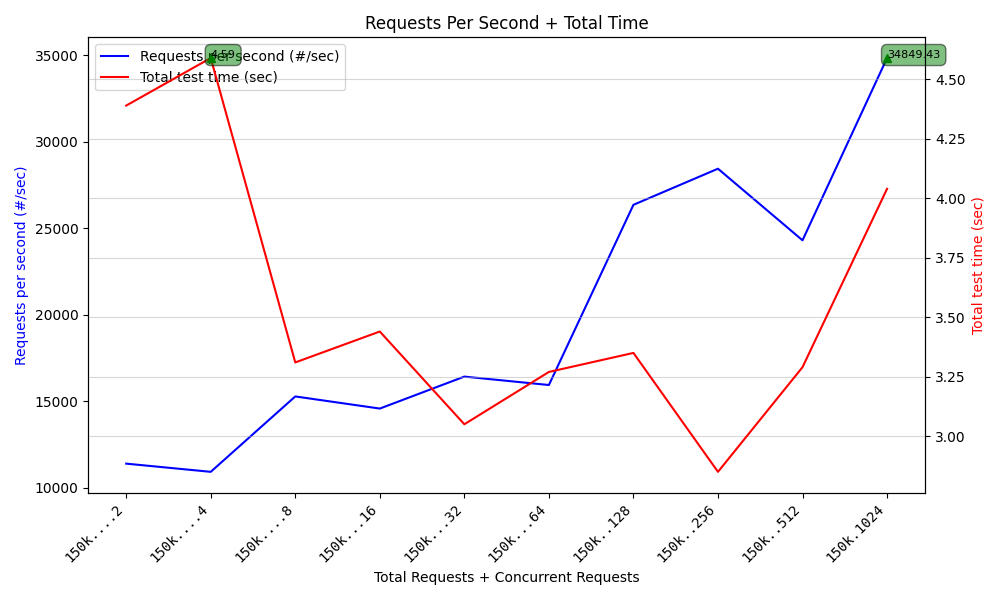 Requests Per Second + Total Time
Requests per second (#/sec)
Total test time (sec)
4.59
34849.43
35000
30000
25000
20000
15000
10000
Requests per second (#/sec)
4.50
4.25
4.00
3.75
3.50
3.25
3.00
Total test time (sec)
150k....2
150k....4
150k....8
150k...16
150k...32
150k...64
150k..128
150k..256
150k..512
150k.1024
Total Requests + Concurrent Requests